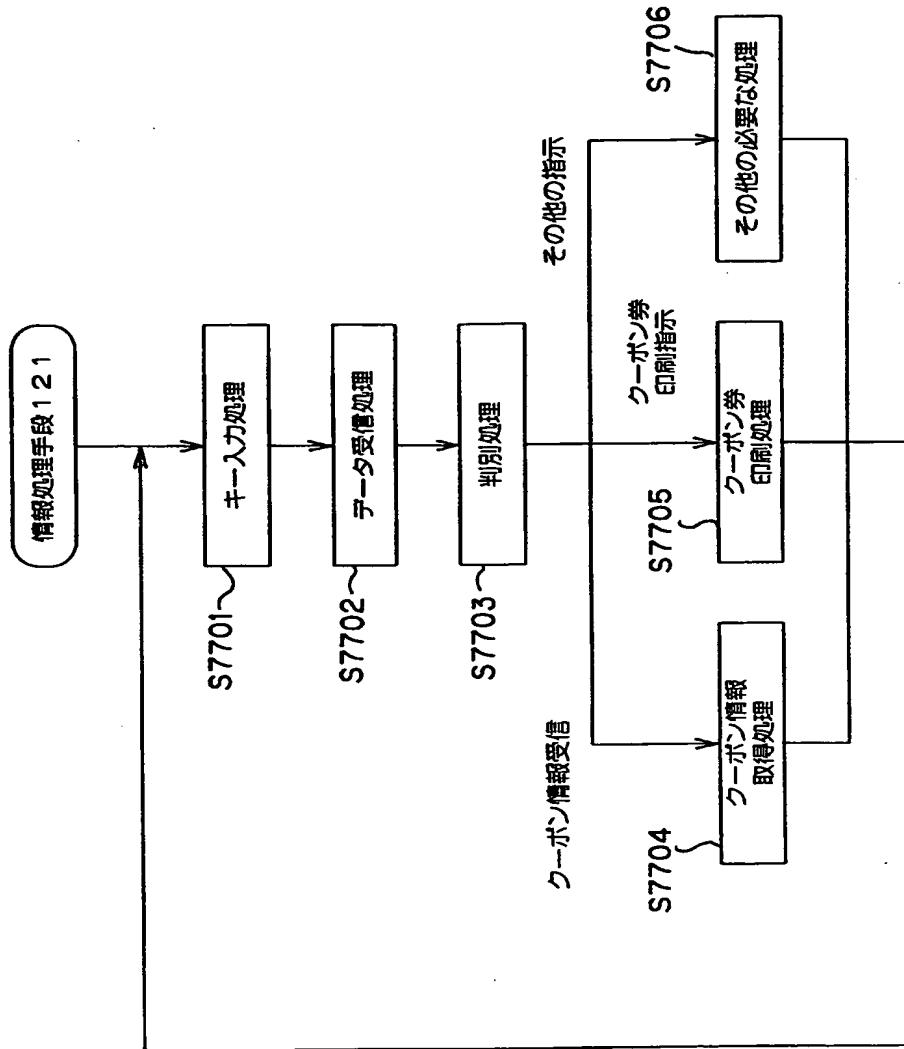 情報処理手段121
S7701
キー入力処理
S7702
データ受信処理
S7703
判別処理
クーポン情報受信
クーポン券
印刷指示
その他の指示
S7704
クーポン情報
取得処理
S7705
クーポン券
印刷処理
S7706
その他の必要な処理